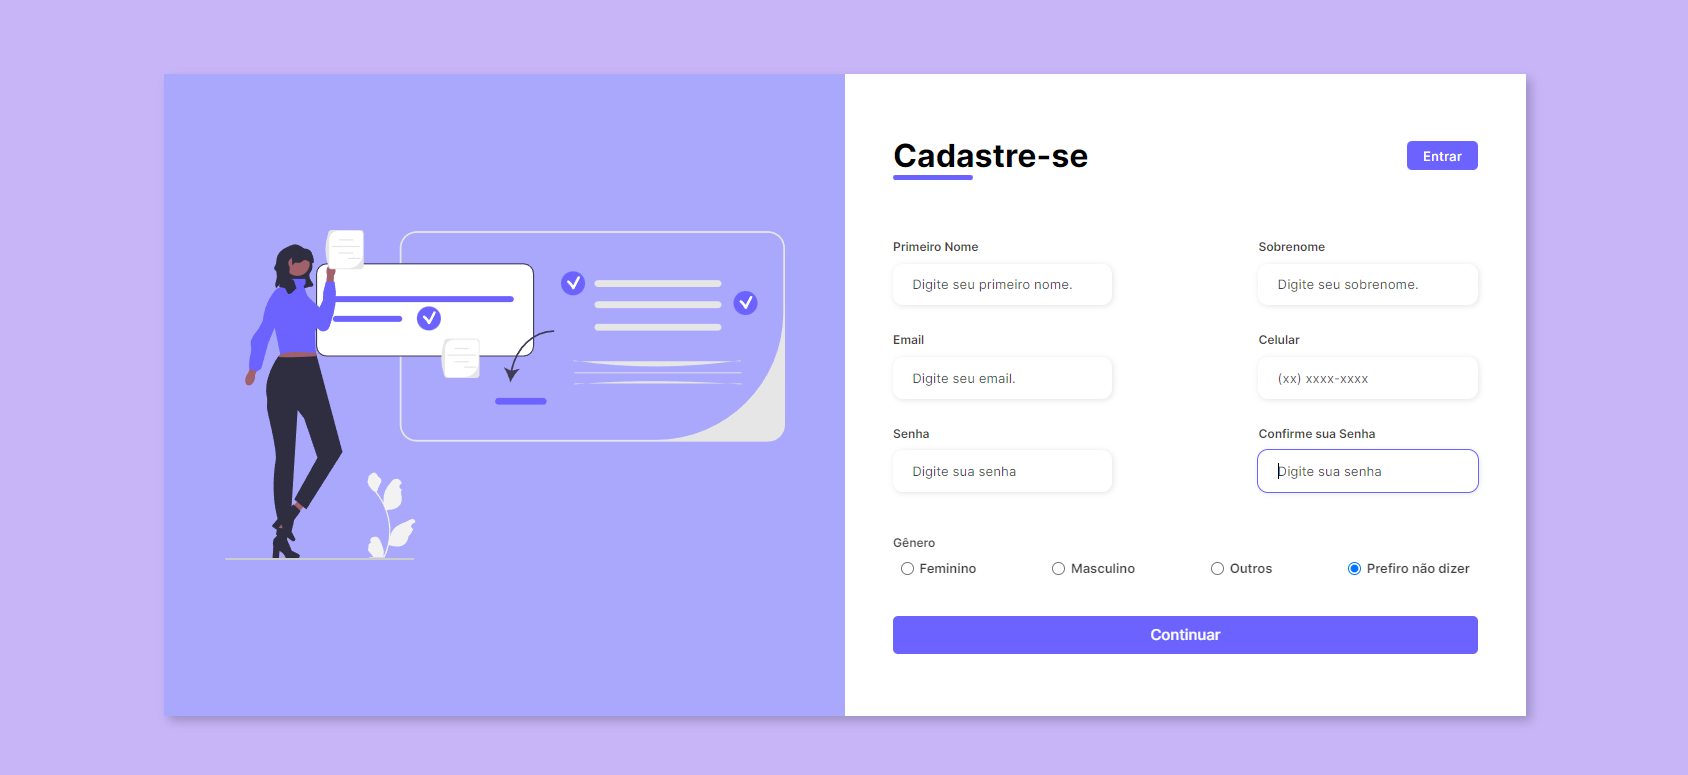 Cadastre-se
Entrar
Primeiro Nome
Sobrenome
Digite seu primeiro nome.
Digite seu sobrenome.
Email
Celular
Digite seu email.
(xx) xxxx-xxxx
Senha
Confirme sua Senha
Digite sua senha
Digite sua senha
Gênero
Feminino
Masculino
Outros
Prefiro não dizer
Continuar